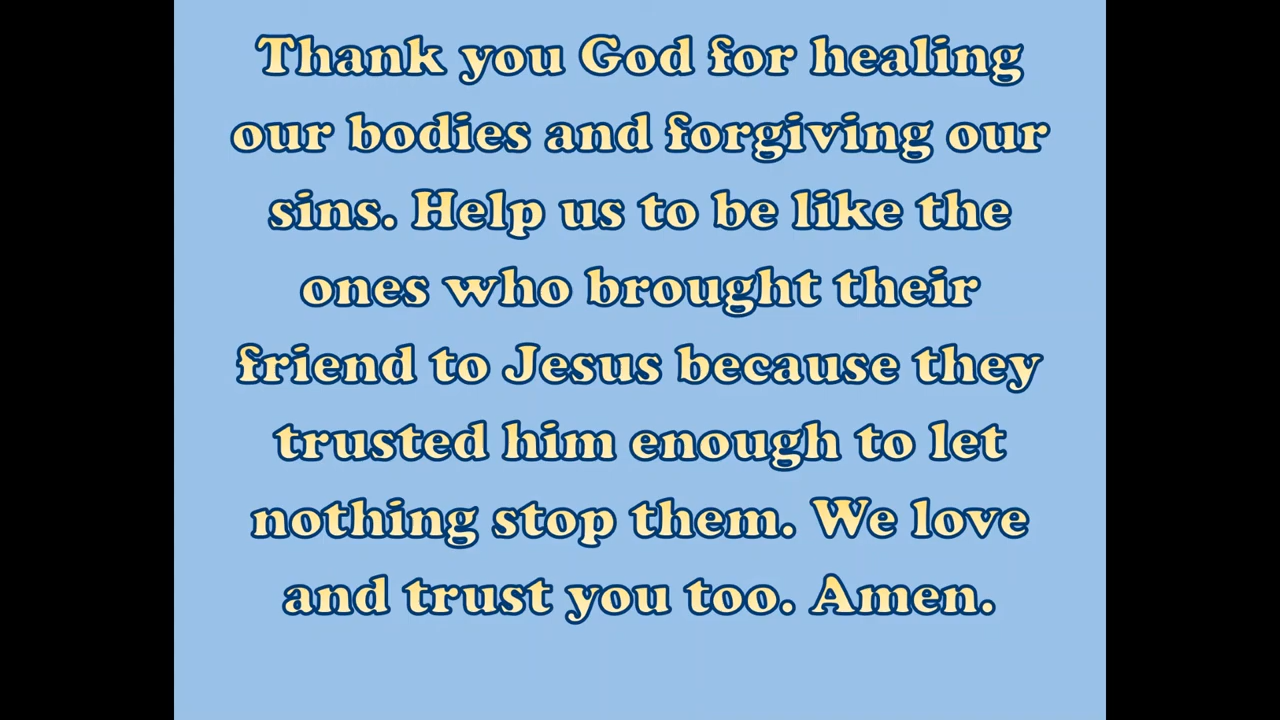 Thank you God for healing
our bodies and forgiving our
sins. Help us to be like the
ones who brought their
friend to Jesus because they
trusted him enough to let
nothing stop them. We love
and trust you too. Amen.